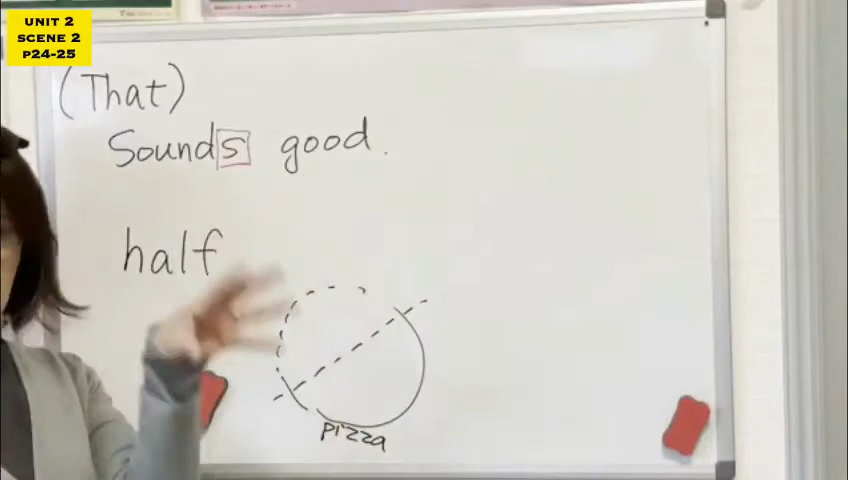 UNIT 2
SCENE 2
P24-25
(That)
Sounds good.
half
pizza